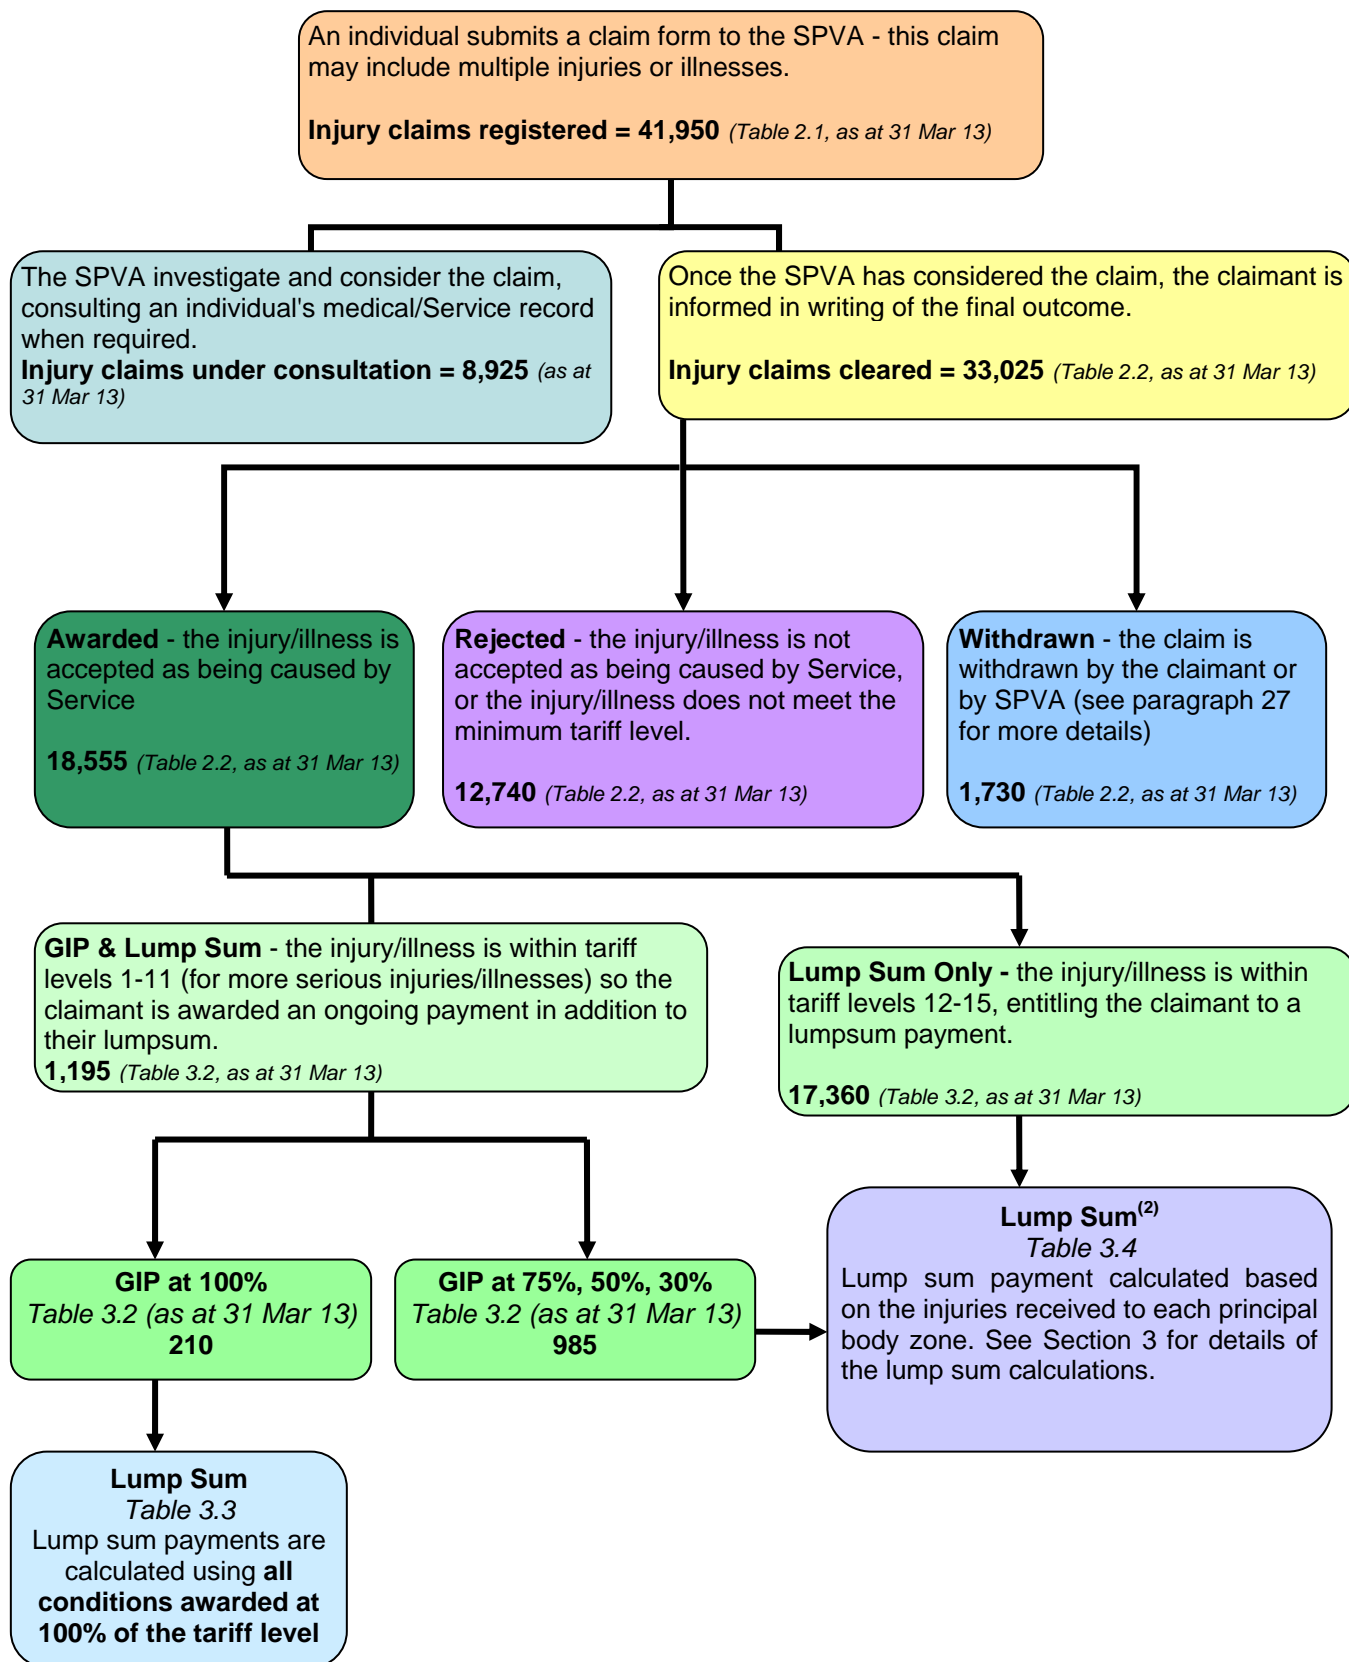 An individual submits a claim form to the SPVA - this claim
may include multiple injuries or illnesses.
Injury claims registered = 41,950 (Table 2.1, as at 31 Mar 13)
The SPVA investigate and consider the claim,
consulting an individual's medical/Service record
when required.
Injury claims under consultation = 8,925 (as at
31 Mar 13)
Once the SPVA has considered the claim, the claimant is
informed in writing of the final outcome.
Injury claims cleared = 33,025 (Table 2.2, as at 31 Mar 13)
Awarded - the injury/illness is
accepted as being caused by
Service
18,555 (Table 2.2, as at 31 Mar 13)
Rejected - the injury/illness is not
accepted as being caused by Service,
or the injury/illness does not meet the
minimum tariff level.
12,740 (Table 2.2, as at 31 Mar 13)
Withdrawn - the claim is
withdrawn by the claimant or
by SPVA (see paragraph 27
for more details)
1,730 (Table 2.2, as at 31 Mar 13)
GIP & Lump Sum - the injury/illness is within tariff
levels 1-11 (for more serious injuries/illnesses) so the
claimant is awarded an ongoing payment in addition to
their lumpsum.
1,195 (Table 3.2, as at 31 Mar 13)
Lump Sum Only - the injury/illness is within
tariff levels 12-15, entitling the claimant to a
lumpsum payment.
17,360 (Table 3.2, as at 31 Mar 13)
GIP at 100%
Table 3.2 (as at 31 Mar 13)
210
GIP at 75%, 50%, 30%
Table 3.2 (as at 31 Mar 13)
985
Lump Sum(2)
Table 3.4
Lump sum payment calculated based
on the injuries received to each principal
body zone. See Section 3 for details of
the lump sum calculations.
Lump Sum
Table 3.3
Lump sum payments are
calculated using all
conditions awarded at
100% of the tariff level